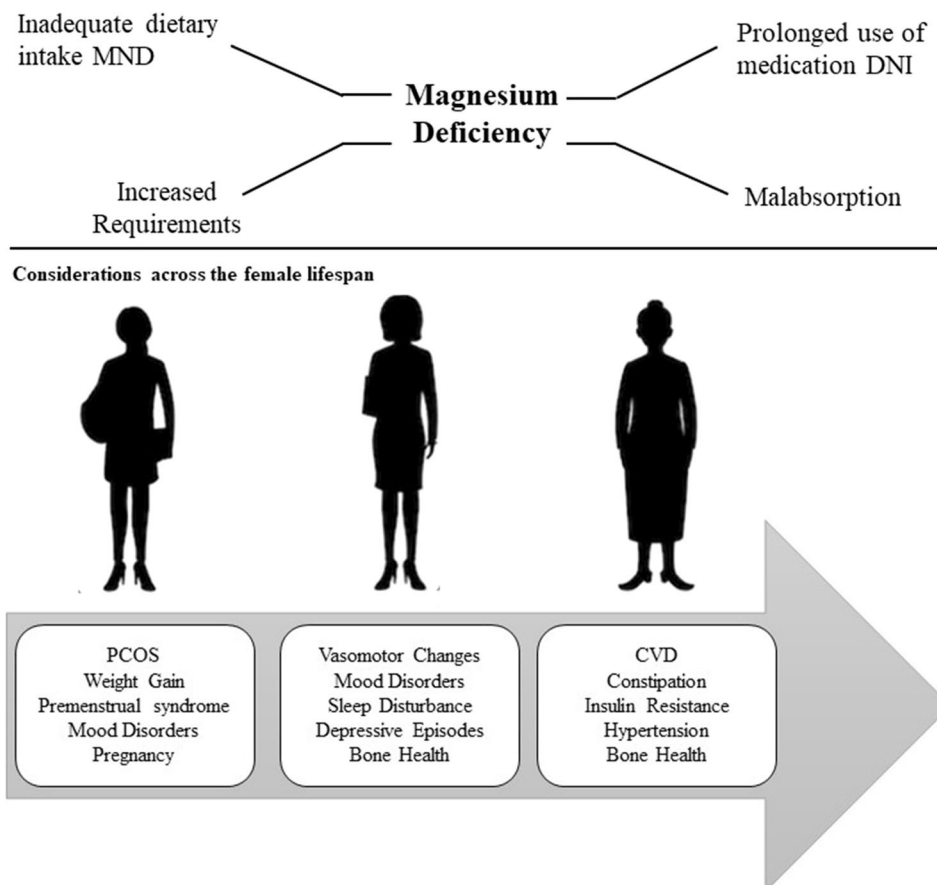 Inadequate dietary
intake MND
Prolonged use of
medication DNI
Magnesium
Deficiency
Increased
Requirements
Malabsorption
Considerations across the female lifespan
PCOS
Weight Gain
Premenstrual syndrome
Mood Disorders
Pregnancy
Vasomotor Changes
Mood Disorders
Sleep Disturbance
Depressive Episodes
Bone Health
CVD
Constipation
Insulin Resistance
Hypertension
Bone Health